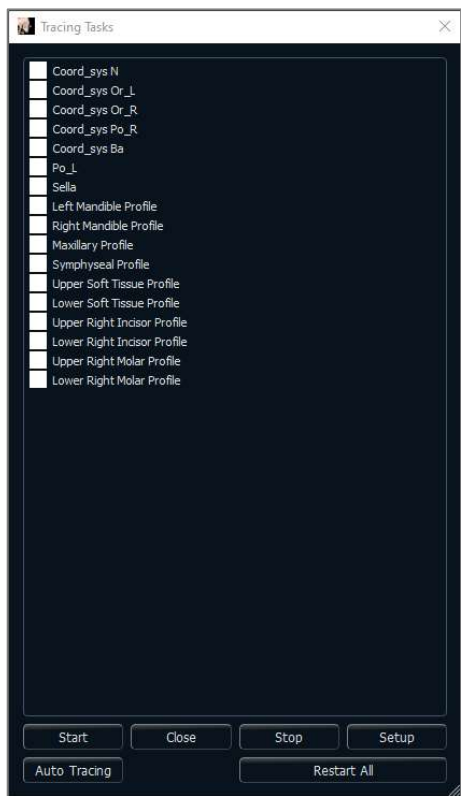 Tracing Tasks
Coord_sys N
Coord_sys Or_L
Coord_sys Or_R
Coord_sys Po_R
Coord_sys Ba
Po_L
Sella
Left Mandible Profile
Right Mandible Profile
Maxillary Profile
Symphyseal Profile
Upper Soft Tissue Profile
Lower Soft Tissue Profile
Upper Right Incisor Profile
Lower Right Incisor Profile
Upper Right Molar Profile
Lower Right Molar Profile
Start Close Stop Setup
Auto Tracing Restart All